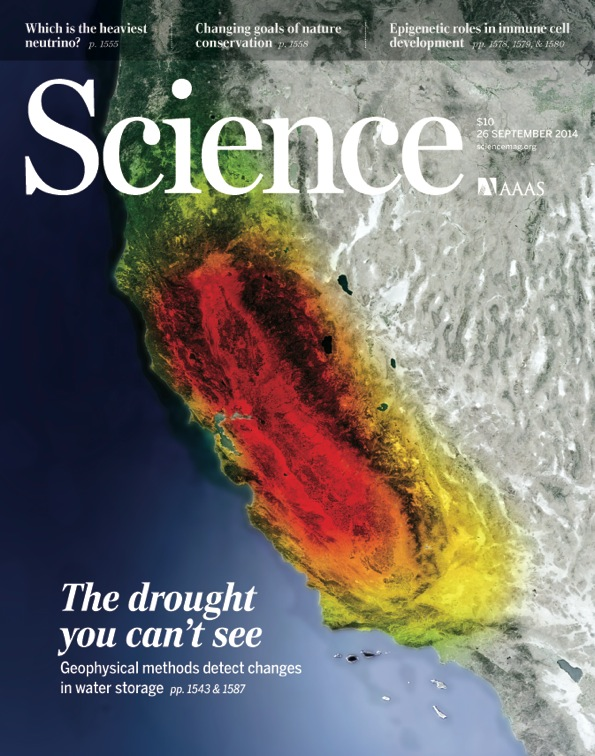 Which is the heaviest
neutrino? p. 1555
Changing goals of nature
conservation p. 1558
Epigenetic roles in immune cell
development pp. 1578, 1579, & 1580
Science
$10
26 SEPTEMBER 2014
sciencemag.org
AAAS
The drought
you can't see
Geophysical methods detect changes
in water storage pp. 1543 & 1587